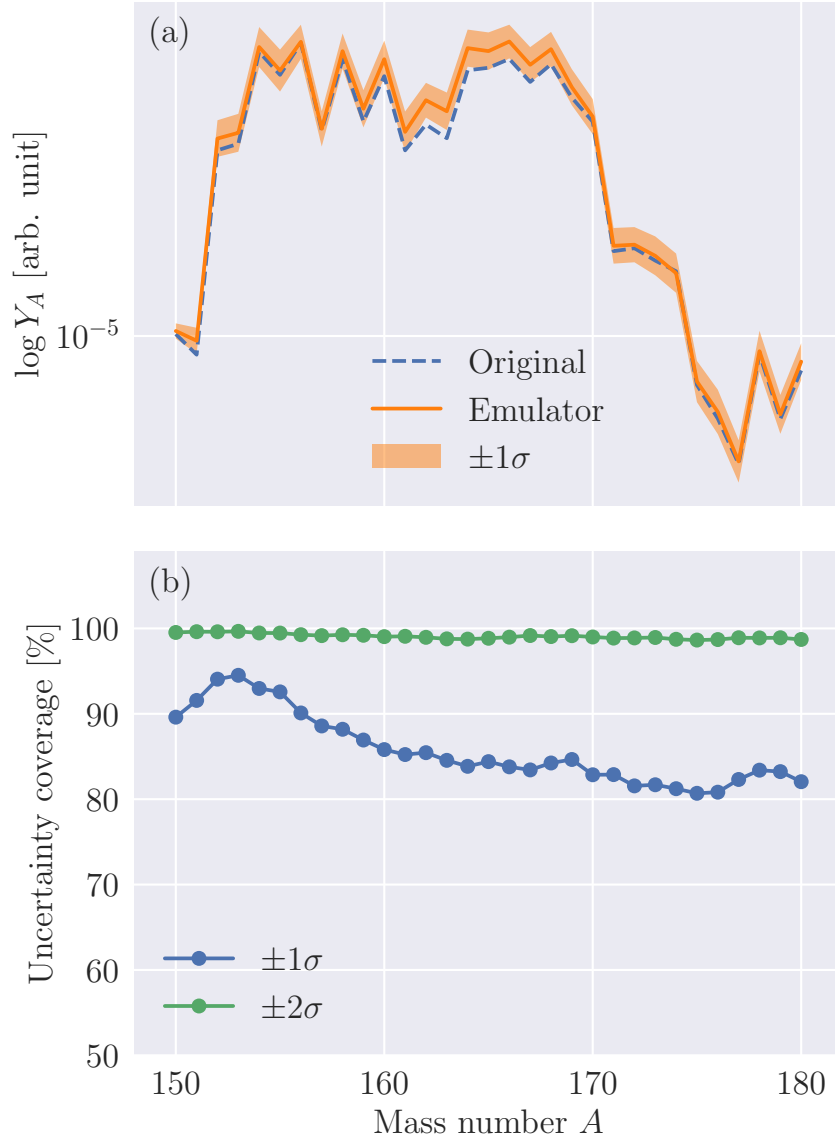 (a)
log Y_A [arb. unit]
10⁻⁵
Original
Emulator
±1σ
(b)
Uncertainty coverage [%]
100
90
80
70
60
50
±1σ
±2σ
150 160 170 180
Mass number A